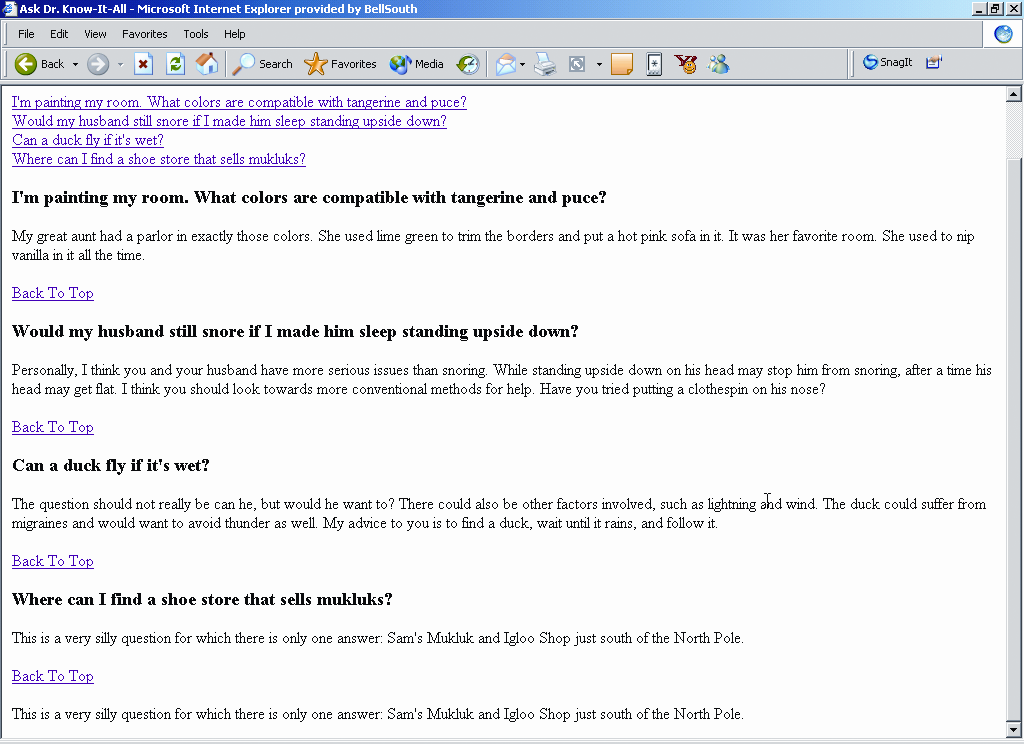 Ask Dr. Know-It-All - Microsoft Internet Explorer provided by BellSouth
File Edit View Favorites Tools Help
Back Search Favorites Media SnagIt
I'm painting my room. What colors are compatible with tangerine and puce?
Would my husband still snore if I made him sleep standing upside down?
Can a duck fly if it's wet?
Where can I find a shoe store that sells mukluks?
I'm painting my room. What colors are compatible with tangerine and puce?
My great aunt had a parlor in exactly those colors. She used lime green to trim the borders and put a hot pink sofa in it. It was her favorite room. She used to nip
vanilla in it all the time.
Back To Top
Would my husband still snore if I made him sleep standing upside down?
Personally, I think you and your husband have more serious issues than snoring. While standing upside down on his head may stop him from snoring, after a time his
head may get flat. I think you should look towards more conventional methods for help. Have you tried putting a clothespin on his nose?
Back To Top
Can a duck fly if it's wet?
The question should not really be can he, but would he want to? There could also be other factors involved, such as lightning and wind. The duck could suffer from
migraines and would want to avoid thunder as well. My advice to you is to find a duck, wait until it rains, and follow it.
Back To Top
Where can I find a shoe store that sells mukluks?
This is a very silly question for which there is only one answer: Sam's Mukluk and Igloo Shop just south of the North Pole.
Back To Top
This is a very silly question for which there is only one answer: Sam's Mukluk and Igloo Shop just south of the North Pole.